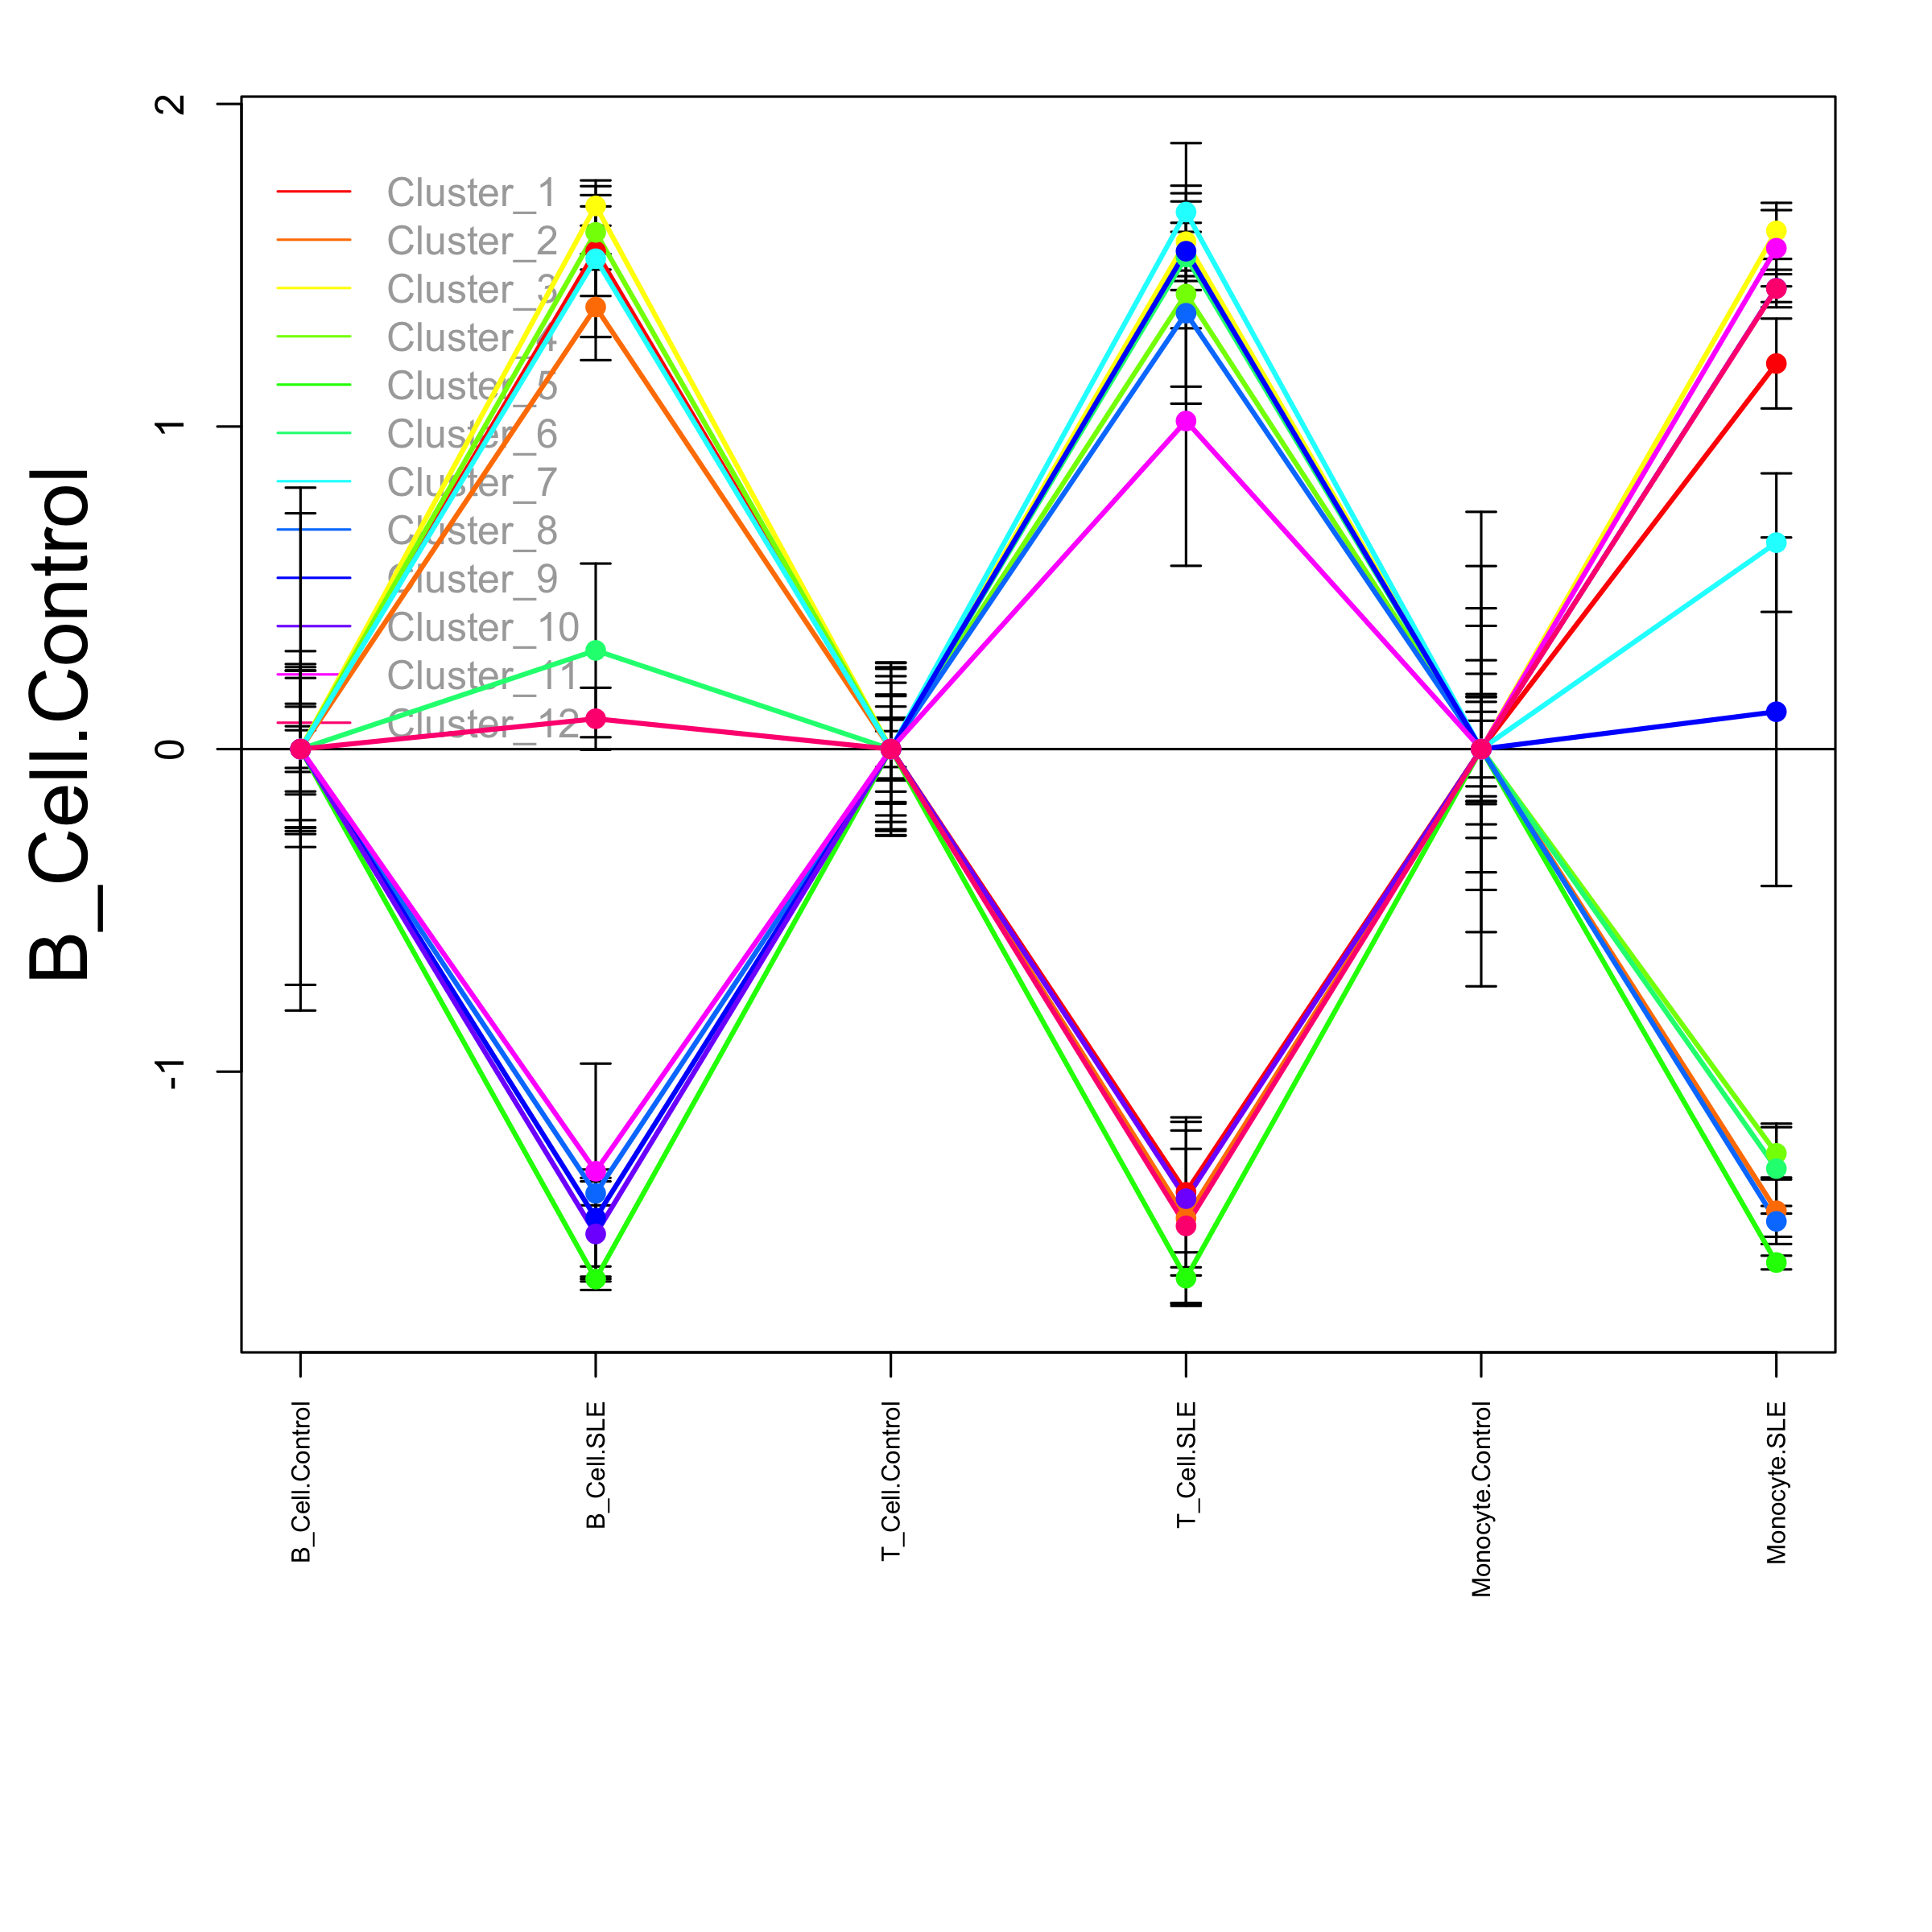 B_Cell.Control
2
1
0
-1
Cluster_1
Cluster_2
Cluster_3
Cluster_4
Cluster_5
Cluster_6
Cluster_7
Cluster_8
Cluster_9
Cluster_10
Cluster_11
Cluster_12
B_Cell.Control
B_Cell.SLE
T_Cell.Control
T_Cell.SLE
Monocyte.Control
Monocyte.SLE